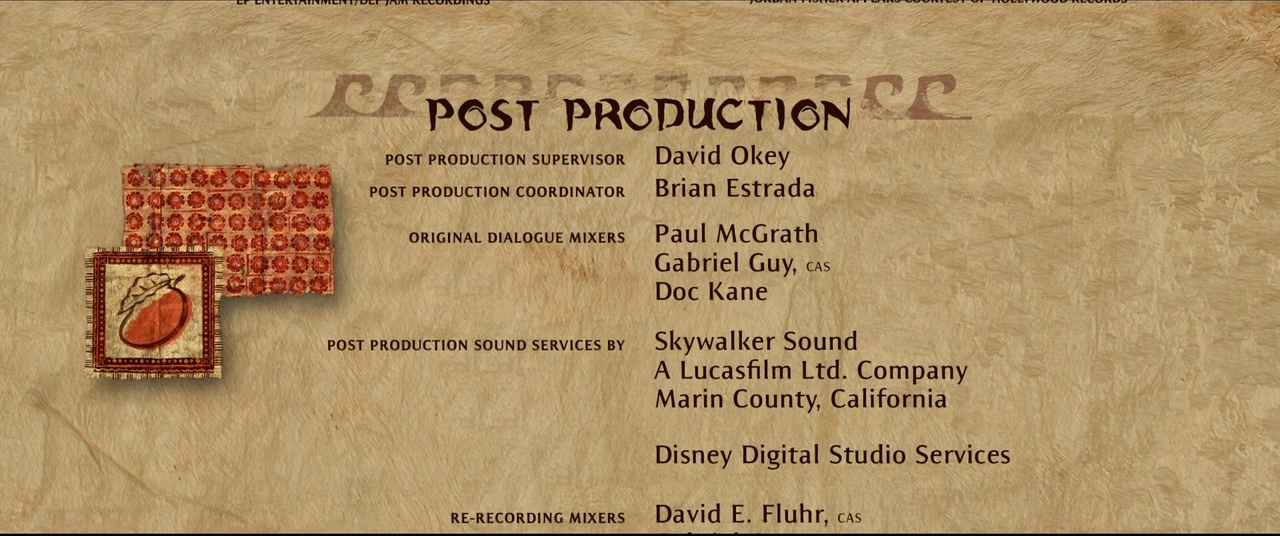 EP ENTERTAINMENT/DEF JAM RECORDINGS
JORDAN FISHER APPEARS COURTESY OF HOLLYWOOD RECORDS
POST PRODUCTION
POST PRODUCTION SUPERVISOR David Okey
POST PRODUCTION COORDINATOR Brian Estrada
ORIGINAL DIALOGUE MIXERS Paul McGrath
Gabriel Guy, CAS
Doc Kane
POST PRODUCTION SOUND SERVICES BY Skywalker Sound
A Lucasfilm Ltd. Company
Marin County, California
Disney Digital Studio Services
RE-RECORDING MIXERS David E. Fluhr, CAS